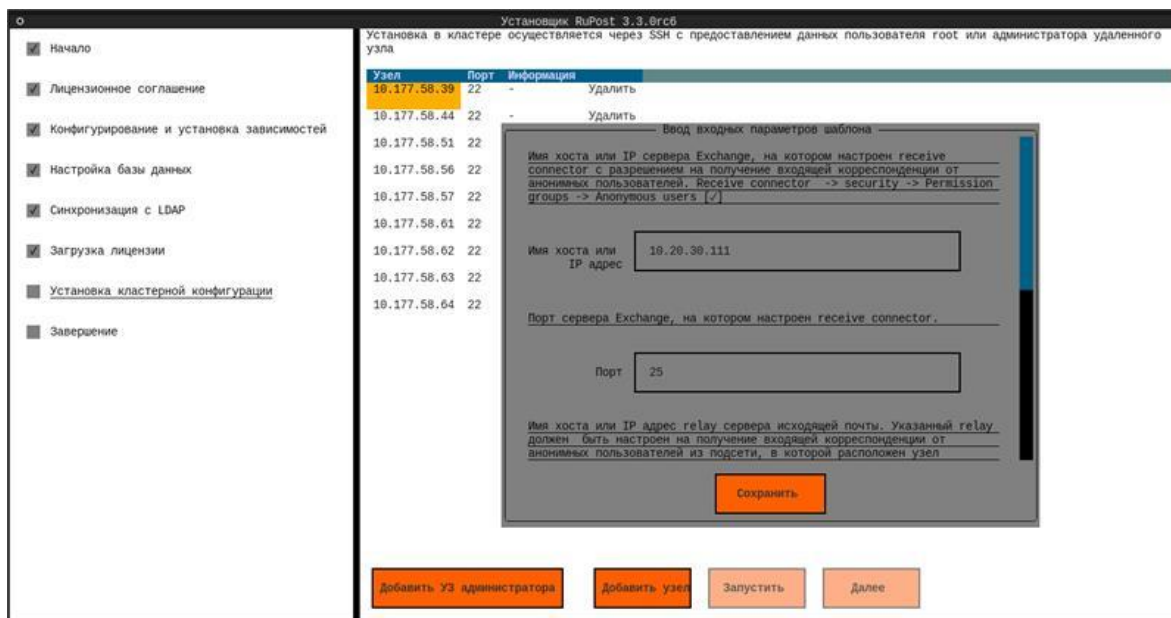 Установщик RuPost 3.3.0rc6
Начало
Лицензионное соглашение
Конфигурирование и установка зависимостей
Настройка базы данных
Синхронизация с LDAP
Загрузка лицензии
Установка кластерной конфигурации
Завершение
Установка в кластере осуществляется через SSH с предоставлением данных пользователя root или администратора удаленного
узла
Узел Порт Информация
10.177.58.39 22 - Удалить
10.177.58.44 22 - Удалить
10.177.58.51 22
10.177.58.56 22
10.177.58.57 22
10.177.58.61 22
10.177.58.62 22
10.177.58.63 22
10.177.58.64 22
Ввод входных параметров шаблона
Имя хоста или IP сервера Exchange, на котором настроен receive
connector с разрешением на получение входящей корреспонденции от
анонимных пользователей. Receive connector -> security -> Permission
groups -> Anonymous users [✓]
Имя хоста или
IP адрес
10.20.30.111
Порт сервера Exchange, на котором настроен receive connector.
Порт
25
Имя хоста или IP адрес relay сервера исходящей почты. Указанный relay
должен быть настроен на получение входящей корреспонденции от
анонимных пользователей из подсети, в которой расположен узел
Сохранить
Добавить УЗ администратора
Добавить узел
Запустить
Далее